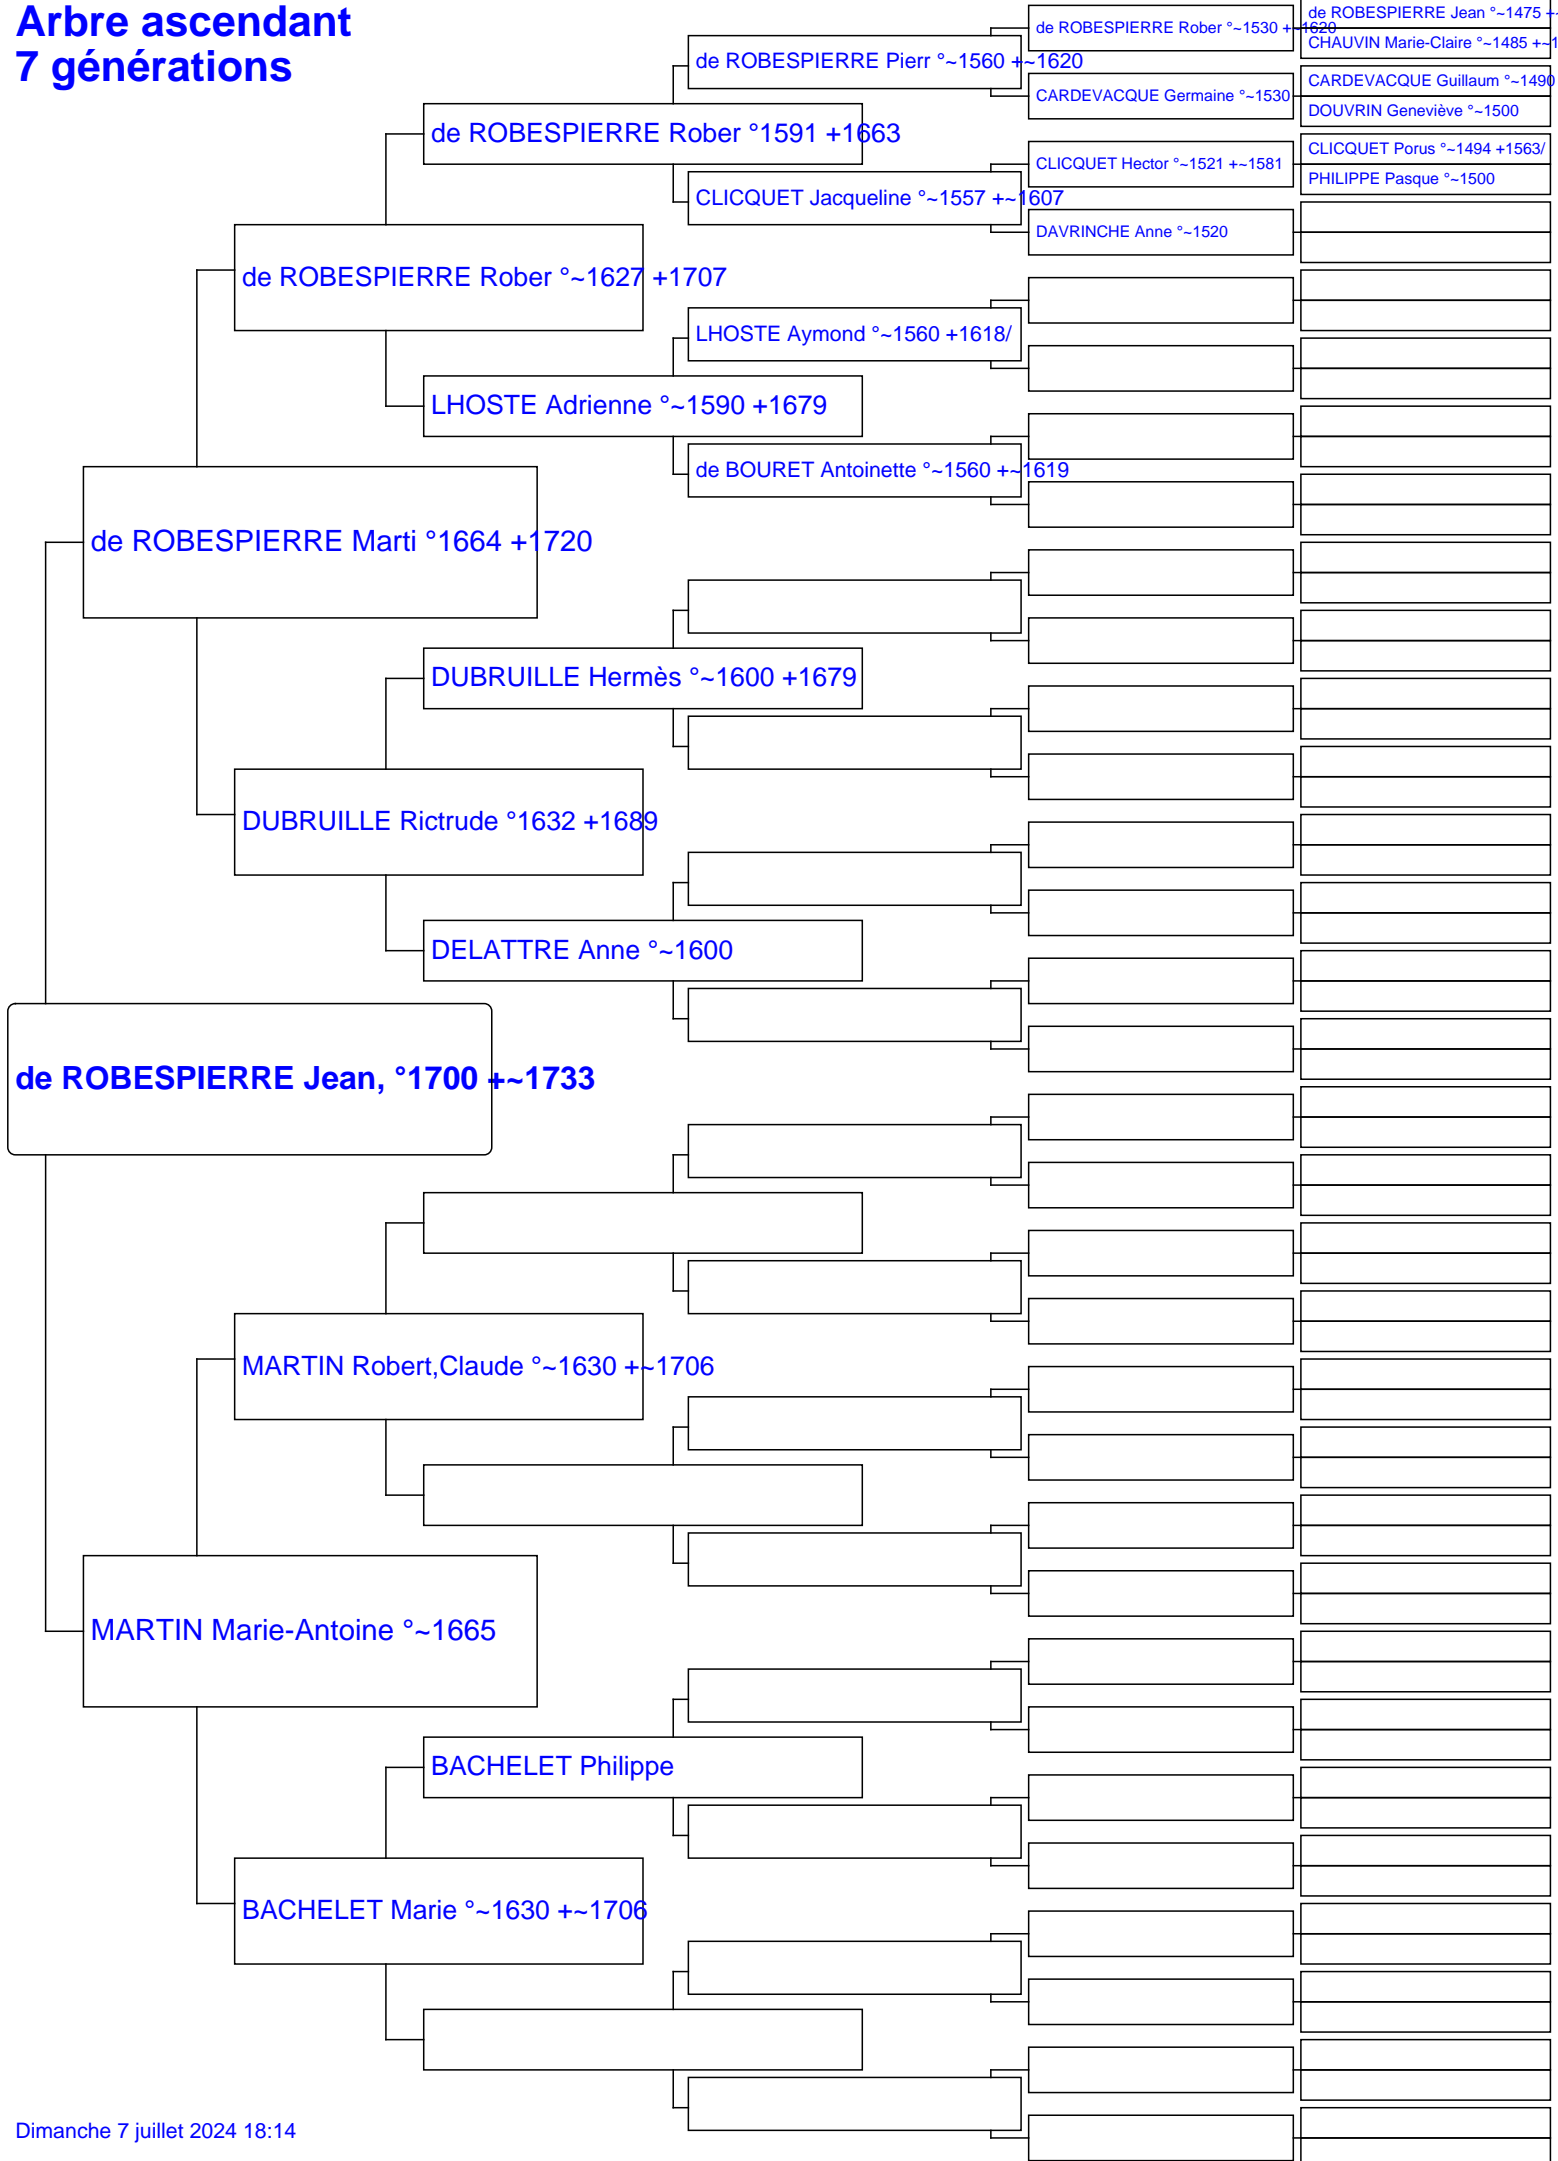 Arbre ascendant
7 générations
de ROBESPIERRE Jean °~1475 +~
de ROBESPIERRE Rober °~1530 +~1620
CHAUVIN Marie-Claire °~1485 +~1
de ROBESPIERRE Pierr °~1560 +~1620
CARDEVACQUE Guillaum °~1490
CARDEVACQUE Germaine °~1530
DOUVRIN Geneviève °~1500
de ROBESPIERRE Rober °1591 +1663
CLICQUET Porus °~1494 +1563/
CLICQUET Hector °~1521 +~1581
PHILIPPE Pasque °~1500
CLICQUET Jacqueline °~1557 +~1607
DAVRINCHE Anne °~1520
de ROBESPIERRE Rober °~1627 +1707
LHOSTE Aymond °~1560 +1618/
LHOSTE Adrienne °~1590 +1679
de BOURET Antoinette °~1560 +~1619
de ROBESPIERRE Marti °1664 +1720
DUBRUILLE Hermès °~1600 +1679
DUBRUILLE Rictrude °1632 +1689
DELATTRE Anne °~1600
de ROBESPIERRE Jean, °1700 +~1733
MARTIN Robert,Claude °~1630 +~1706
MARTIN Marie-Antoine °~1665
BACHELET Philippe
BACHELET Marie °~1630 +~1706
Dimanche 7 juillet 2024 18:14